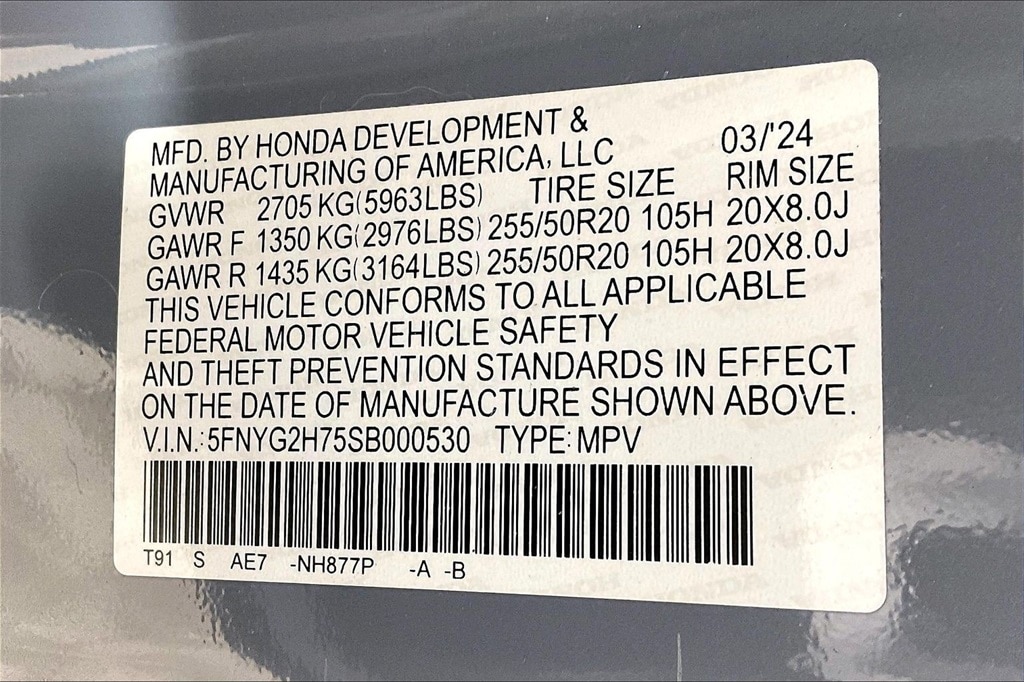 MFD. BY HONDA DEVELOPMENT &
MANUFACTURING OF AMERICA, LLC 03/'24
GVWR 2705 KG(5963LBS) TIRE SIZE RIM SIZE
GAWR F 1350 KG(2976LBS) 255/50R20 105H 20X8.0J
GAWR R 1435 KG(3164LBS) 255/50R20 105H 20X8.0J
THIS VEHICLE CONFORMS TO ALL APPLICABLE
FEDERAL MOTOR VEHICLE SAFETY
AND THEFT PREVENTION STANDARDS IN EFFECT
ON THE DATE OF MANUFACTURE SHOWN ABOVE.
V.I.N.: 5FNYG2H75SB000530 TYPE: MPV
T91 S AE7 -NH877P -A -B